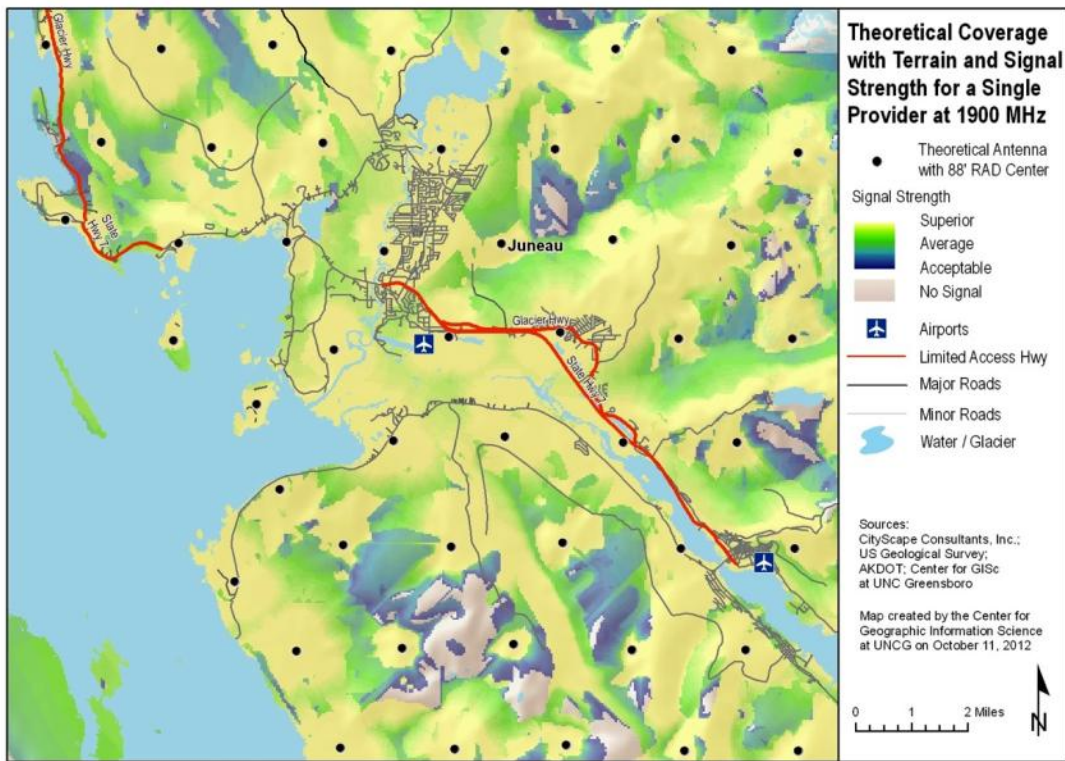 Theoretical Coverage
with Terrain and Signal
Strength for a Single
Provider at 1900 MHz
Theoretical Antenna
with 88' RAD Center
Signal Strength
Superior
Average
Acceptable
No Signal
Airports
Limited Access Hwy
Major Roads
Minor Roads
Water / Glacier
Sources:
CityScape Consultants, Inc.;
US Geological Survey;
AKDOT; Center for GISc
at UNC Greensboro
Map created by the Center for
Geographic Information Science
at UNCG on October 11, 2012
0 1 2 Miles
N
Glacier Hwy
State
Hwy 7
Juneau
Glacier Hwy
State Hwy 7